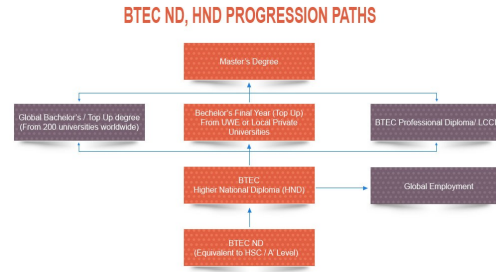 BTEC ND, HND PROGRESSION PATHS
Master's Degree
Global Bachelor's / Top Up degree
(From 200 universities worldwide)
Bechelor's Final Year (Top Up)
From UWE or Local Private
Universities
BTEC Professional Diploma/ LCCI
BTEC
Higher National Diploma (HND)
Global Employment
BTEC ND
(Equivalent to HSC / A' Level)